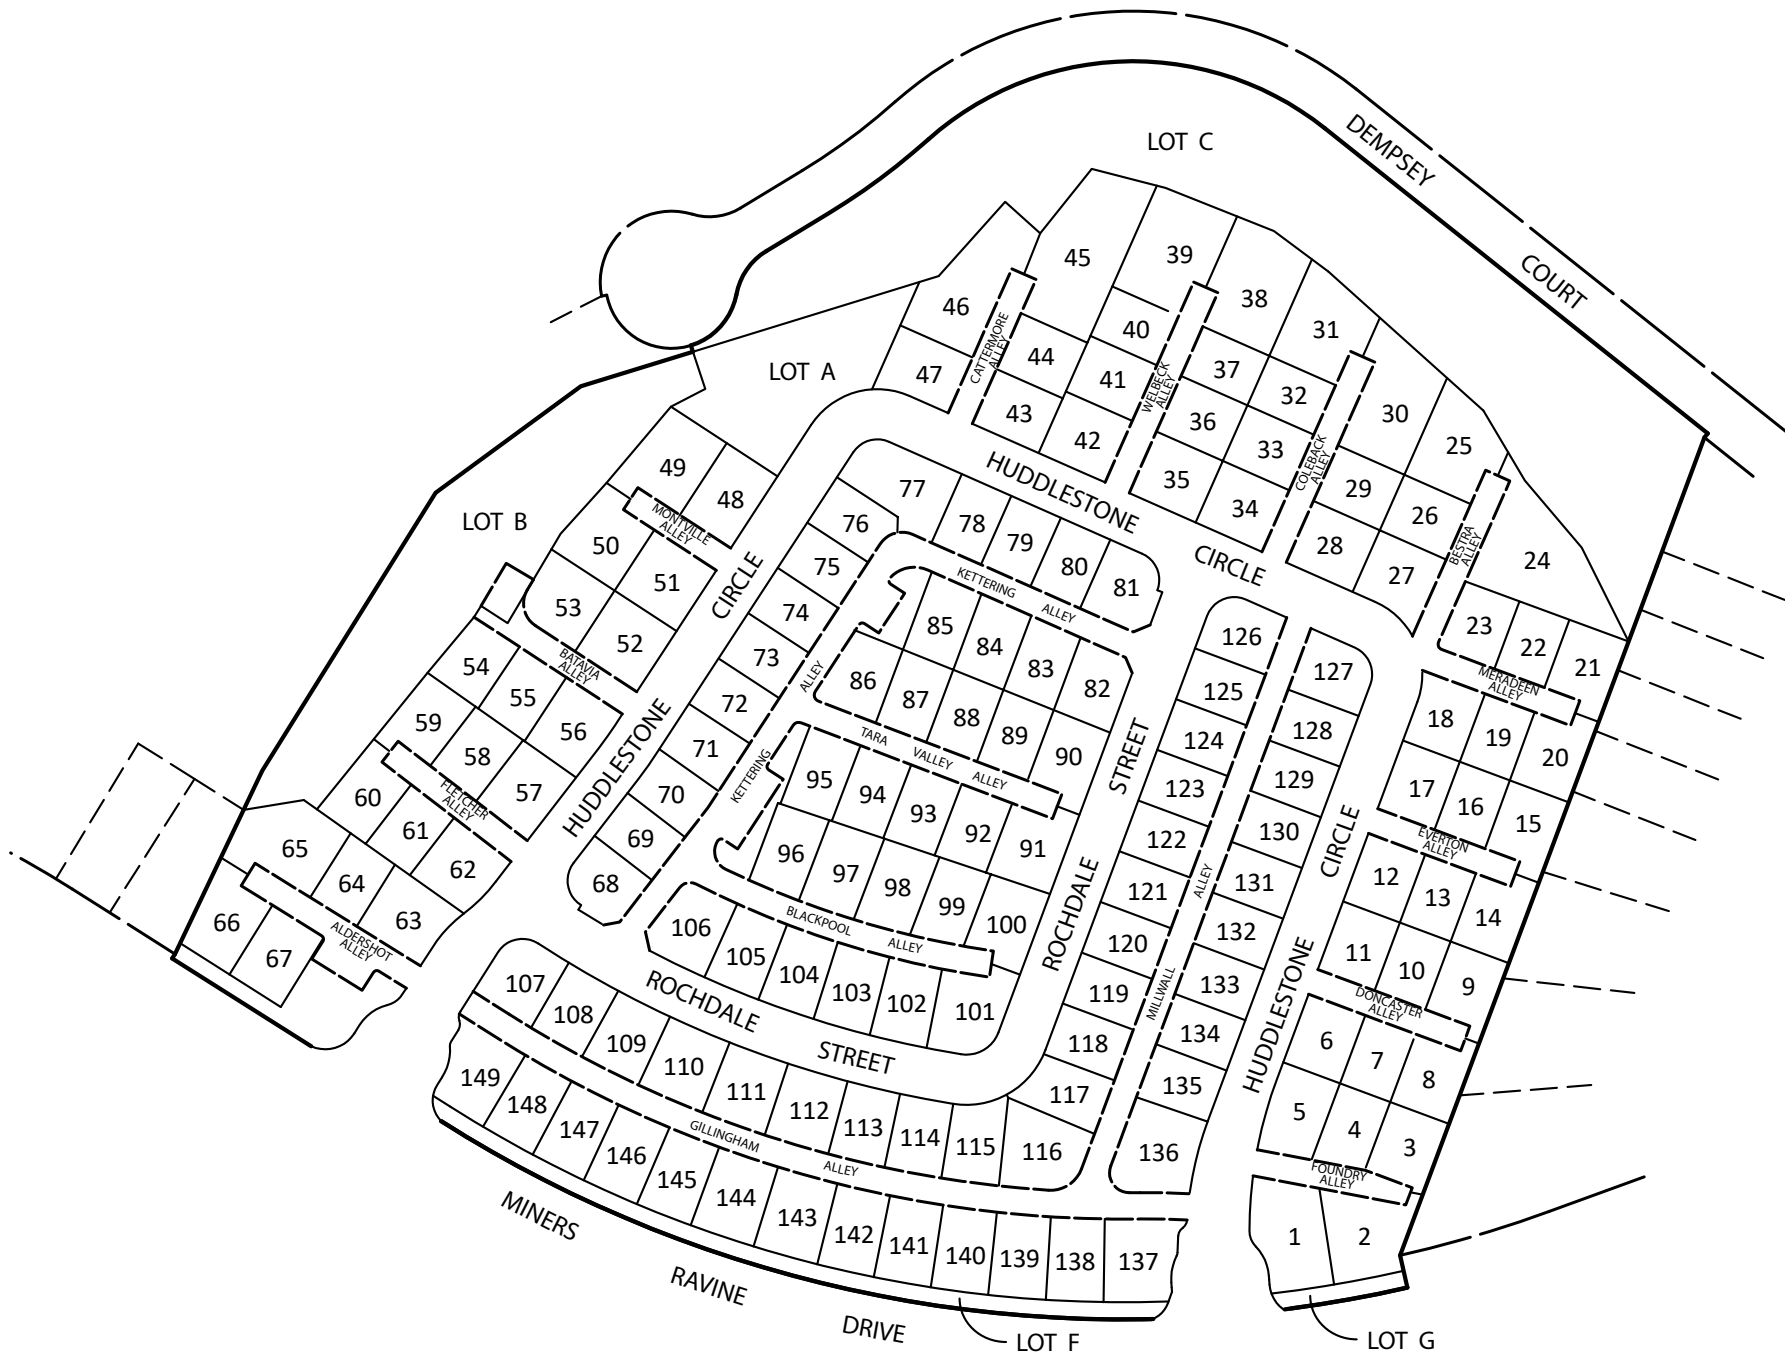 LOT C
DEMPSEY
COURT
45
39
38
31
46
40
44
37
CATTERMORE
ALLEY
LOT A
47
41
WELBECK
ALLEY
32
30
43
42
36
33
25
49
48
35
34
COLEBACK
ALLEY
29
26
77
HUDDLESTONE
CIRCLE
28
27
BESTRA
ALLEY
24
LOT B
MONTVILLE
ALLEY
50
51
76
78
79
80
81
75
KETTERING ALLEY
53
52
CIRCLE
74
85
84
83
82
126
127
23
22
21
BATAVIA
ALLEY
54
55
56
73
ALLEY
86
87
88
89
90
125
128
MERADEEN
ALLEY
18
19
20
59
58
57
HUDDLESTONE
72
71
TARA VALLEY ALLEY
STREET
124
129
17
16
15
FLETCHER
ALLEY
60
61
62
70
KETTERING
95
94
93
92
91
123
130
CIRCLE
EVERTON
ALLEY
65
64
63
69
68
96
97
98
99
100
122
121
ALLEY
131
12
13
14
66
67
ALDERSHOT
ALLEY
106
BLACKPOOL ALLEY
ROCHDALE
120
132
11
10
9
105
104
103
102
101
119
MILLWALL
133
HUDDLESTONE
DONCASTER
ALLEY
107
108
109
110
ROCHDALE
STREET
118
134
6
7
8
111
112
113
114
115
116
117
135
136
5
4
3
149
148
147
146
145
144
143
142
141
140
139
138
137
GILLINGHAM ALLEY
FOUNDRY
ALLEY
1
2
MINERS
RAVINE
DRIVE
LOT F
LOT G